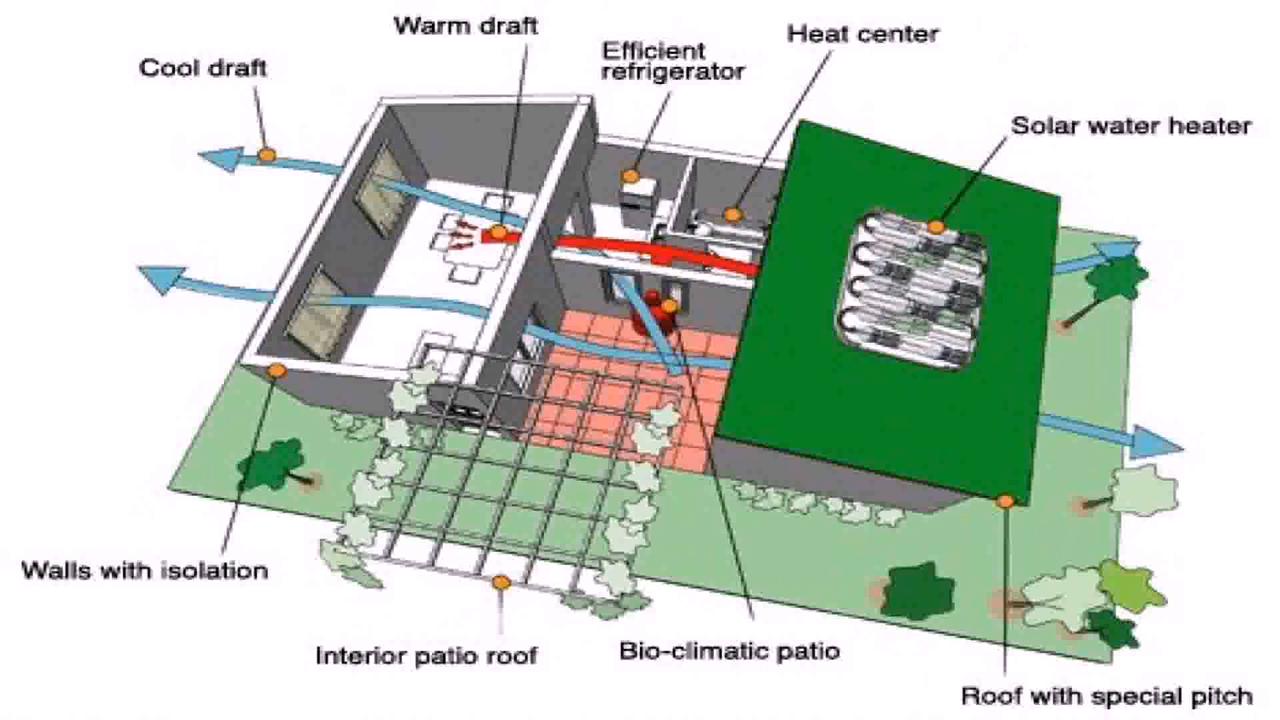 Warm draft
Heat center
Efficient
refrigerator
Cool draft
Solar water heater
Walls with isolation
Interior patio roof
Bio-climatic patio
Roof with special pitch